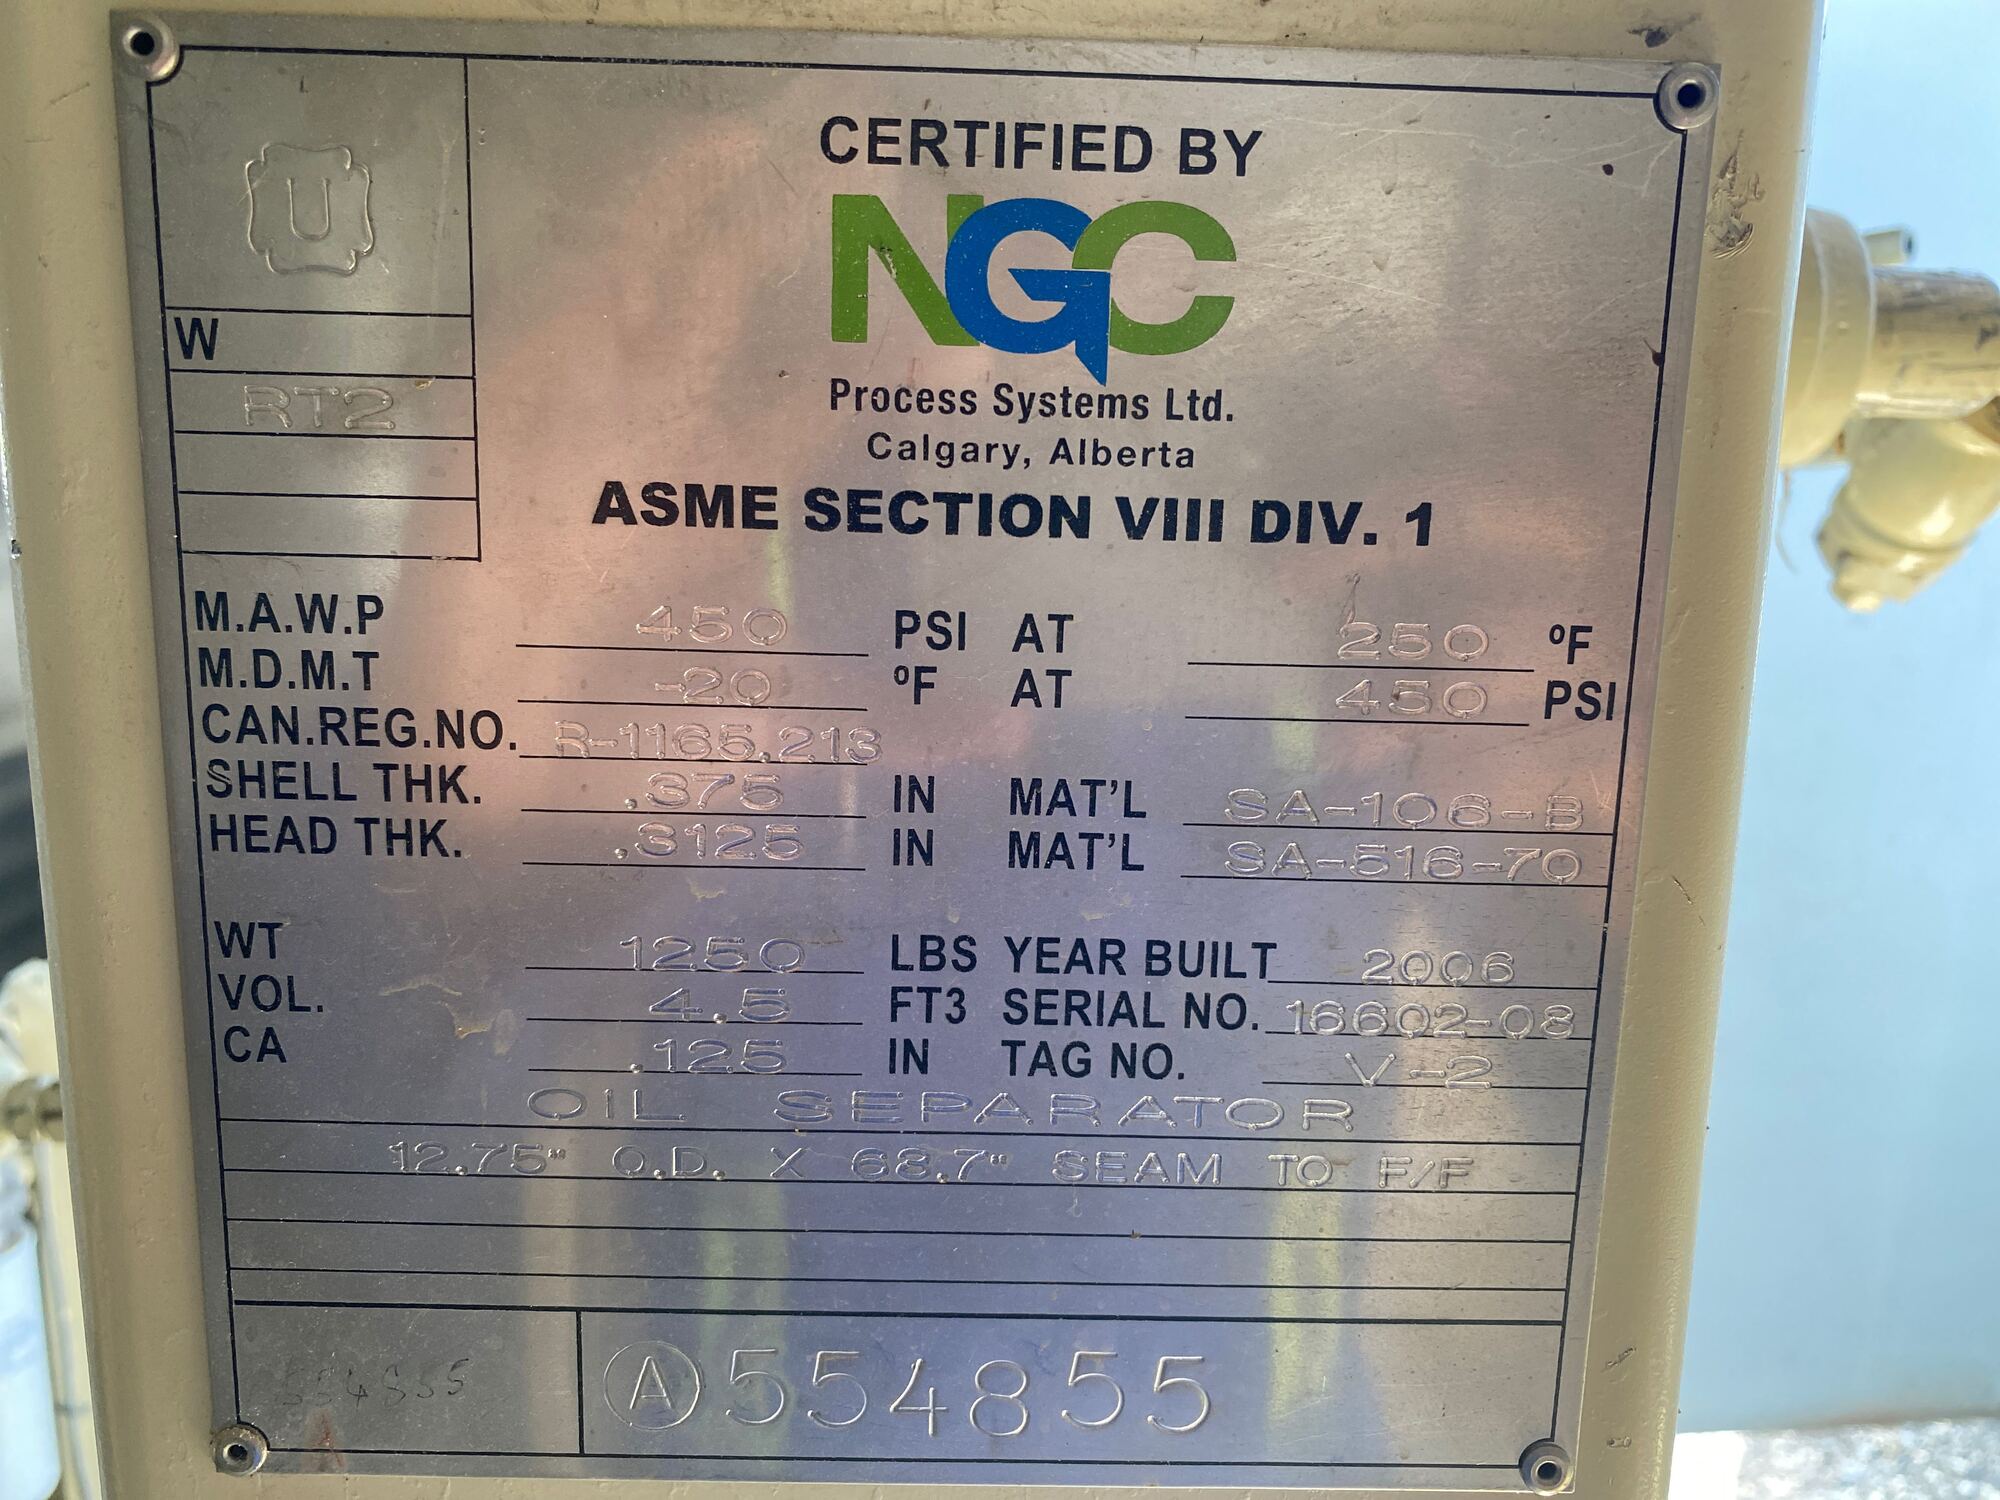 U
CERTIFIED BY
NGC
W
RT2
Process Systems Ltd.
Calgary, Alberta
ASME SECTION VIII DIV. 1
M.A.W.P 450 PSI AT 250 ºF
M.D.M.T -20 ºF AT 450 PSI
CAN.REG.NO. R-1165.213
SHELL THK. .375 IN MAT'L SA-106-B
HEAD THK. .3125 IN MAT'L SA-516-70
WT 1250 LBS YEAR BUILT 2006
VOL. 4.5 FT3 SERIAL NO. 16602-08
CA .125 IN TAG NO. V-2
OIL SEPARATOR
12.75" O.D. X 68.7" SEAM TO F/F
554855 A 554855